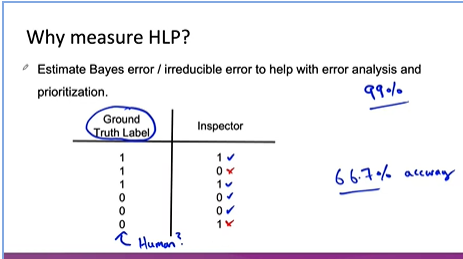 Why measure HLP?
Estimate Bayes error / irreducible error to help with error analysis and
prioritization.
99%
Ground
Truth Label
Inspector
1 1
1 0
1 1
0 0
0 0
0 1
66.7% accuracy
Human?